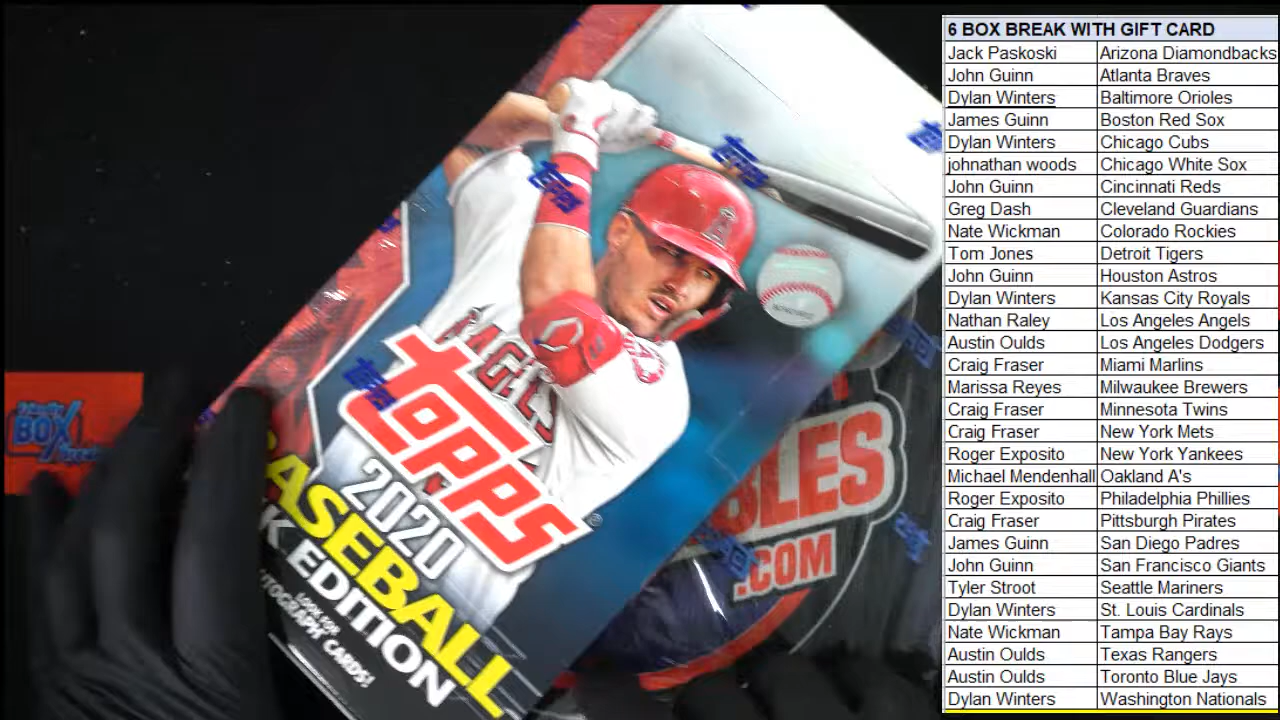 6 BOX BREAK WITH GIFT CARD
Jack Paskoski Arizona Diamondbacks
John Guinn Atlanta Braves
Dylan Winters Baltimore Orioles
James Guinn Boston Red Sox
Dylan Winters Chicago Cubs
johnathan woods Chicago White Sox
John Guinn Cincinnati Reds
Greg Dash Cleveland Guardians
Nate Wickman Colorado Rockies
Tom Jones Detroit Tigers
John Guinn Houston Astros
Dylan Winters Kansas City Royals
Nathan Raley Los Angeles Angels
Austin Oulds Los Angeles Dodgers
Craig Fraser Miami Marlins
Marissa Reyes Milwaukee Brewers
Craig Fraser Minnesota Twins
Craig Fraser New York Mets
Roger Exposito New York Yankees
Michael Mendenhall Oakland A's
Roger Exposito Philadelphia Phillies
Craig Fraser Pittsburgh Pirates
James Guinn San Diego Padres
John Guinn San Francisco Giants
Tyler Stroot Seattle Mariners
Dylan Winters St. Louis Cardinals
Nate Wickman Tampa Bay Rays
Austin Oulds Texas Rangers
Austin Oulds Toronto Blue Jays
Dylan Winters Washington Nationals
TOPPS®
2020
BASEBALL
EDITION
LOOK FOR
AUTOGRAPH CARDS!
BLES
.COM
BOX